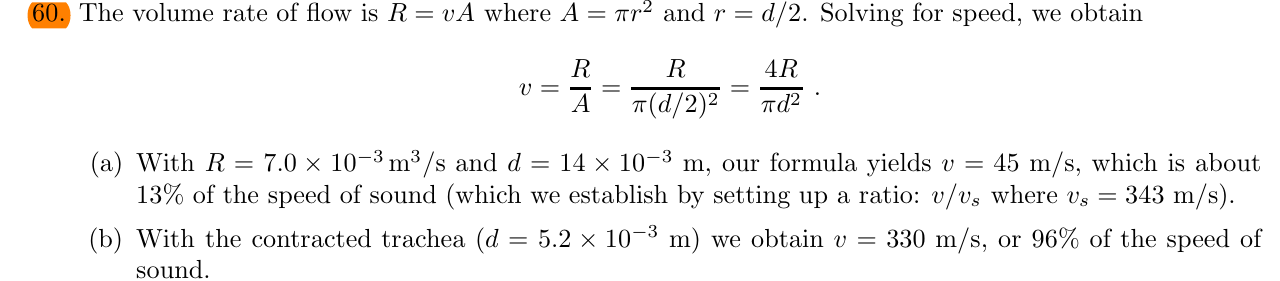 60. The volume rate of flow is R = vA where A = πr² and r = d/2. Solving for speed, we obtain
v = R/A = R/π(d/2)² = 4R/πd² .
(a) With R = 7.0 × 10⁻³ m³/s and d = 14 × 10⁻³ m, our formula yields v = 45 m/s, which is about
13% of the speed of sound (which we establish by setting up a ratio: v/vₛ where vₛ = 343 m/s).
(b) With the contracted trachea (d = 5.2 × 10⁻³ m) we obtain v = 330 m/s, or 96% of the speed of
sound.